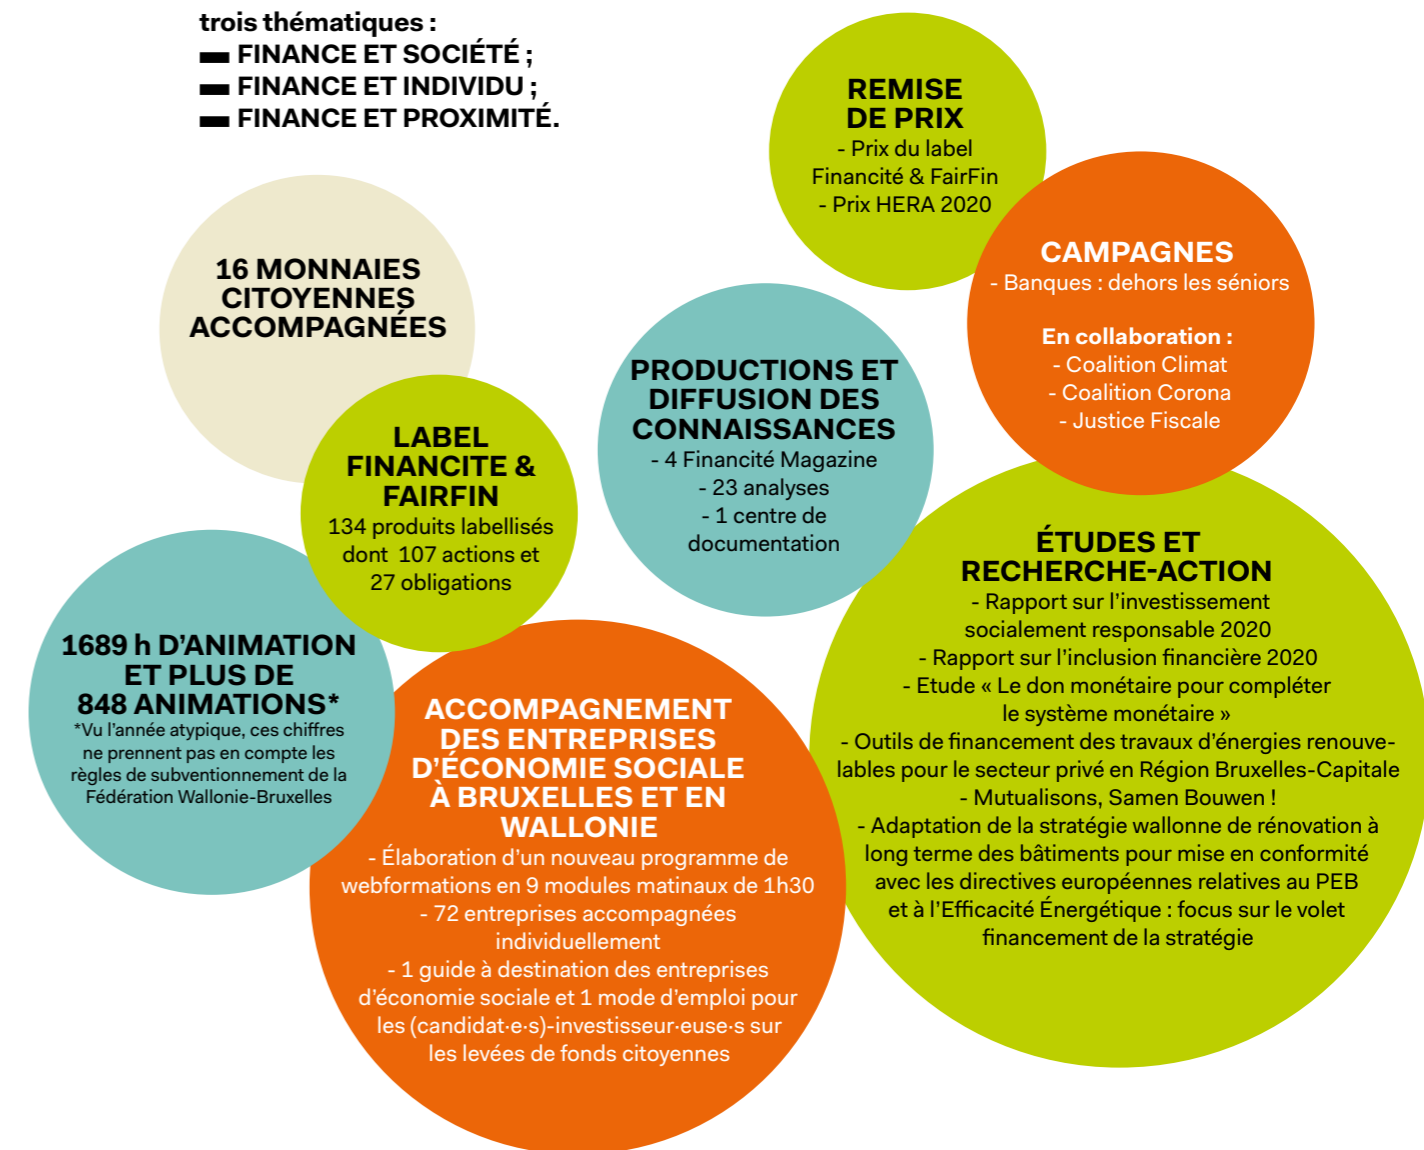 trois thématiques :
FINANCE ET SOCIÉTÉ ;
FINANCE ET INDIVIDU ;
FINANCE ET PROXIMITÉ.
REMISE
DE PRIX
- Prix du label
Financité & FairFin
- Prix HERA 2020
CAMPAGNES
- Banques : dehors les séniors
En collaboration :
- Coalition Climat
- Coalition Corona
- Justice Fiscale
16 MONNAIES
CITOYENNES
ACCOMPAGNÉES
PRODUCTIONS ET
DIFFUSION DES
CONNAISSANCES
- 4 Financité Magazine
- 23 analyses
- 1 centre de
documentation
LABEL
FINANCITE &
FAIRFIN
134 produits labellisés
dont 107 actions et
27 obligations
ÉTUDES ET
RECHERCHE-ACTION
- Rapport sur l’investissement
socialement responsable 2020
- Rapport sur l’inclusion financière 2020
- Etude « Le don monétaire pour compléter
le système monétaire »
- Outils de financement des travaux d’énergies renouve-
lables pour le secteur privé en Région Bruxelles-Capitale
- Mutualisons, Samen Bouwen !
- Adaptation de la stratégie wallonne de rénovation à
long terme des bâtiments pour mise en conformité
avec les directives européennes relatives au PEB
et à l’Efficacité Énergétique : focus sur le volet
financement de la stratégie
1689 h D’ANIMATION
ET PLUS DE
848 ANIMATIONS*
*Vu l’année atypique, ces chiffres
ne prennent pas en compte les
règles de subventionnement de la
Fédération Wallonie-Bruxelles
ACCOMPAGNEMENT
DES ENTREPRISES
D’ÉCONOMIE SOCIALE
À BRUXELLES ET EN
WALLONIE
- Élaboration d’un nouveau programme de
webformations en 9 modules matinaux de 1h30
- 72 entreprises accompagnées
individuellement
- 1 guide à destination des entreprises
d’économie sociale et 1 mode d’emploi pour
les (candidat·e·s)-investisseur·euse·s sur
les levées de fonds citoyennes